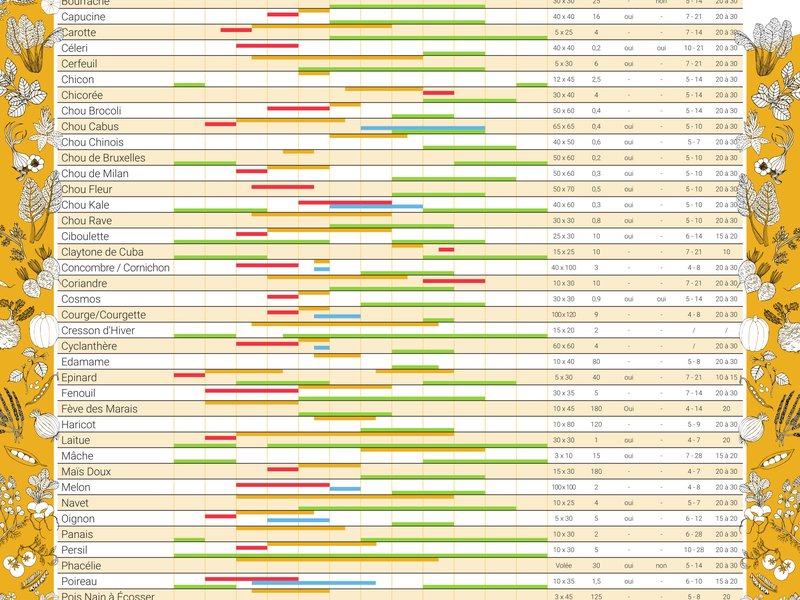 Bourrache 30 x 30 25 - non 5 - 14 20 à 30
Capucine 40 x 40 16 oui - 7 - 21 20 à 30
Carotte 5 x 25 4 - - 7 - 14 20 à 30
Céleri 40 x 40 0,2 oui oui 10 - 21 20 à 30
Cerfeuil 5 x 30 6 oui - 7 - 21 20 à 30
Chicon 12 x 45 2,5 - - 5 - 14 20 à 30
Chicorée 30 x 40 4 - - 5 - 14 20 à 30
Chou Brocoli 50 x 60 0,4 - - 5 - 14 20 à 30
Chou Cabus 65 x 65 0,4 oui - 5 - 10 20 à 30
Chou Chinois 40 x 50 0,6 oui - 5 - 7 20 à 30
Chou de Bruxelles 50 x 60 0,2 oui - 5 - 10 20 à 30
Chou de Milan 50 x 60 0,3 oui - 5 - 10 20 à 30
Chou Fleur 50 x 70 0,5 oui - 5 - 10 20 à 30
Chou Kale 40 x 60 0,3 oui - 5 - 10 20 à 30
Chou Rave 30 x 30 0,8 oui - 5 - 10 20 à 30
Ciboulette 25 x 30 10 oui - 6 - 14 15 à 20
Claytone de Cuba 15 x 25 10 - - 7 - 21 10
Concombre / Cornichon 40 x 100 3 - - 4 - 8 20 à 30
Coriandre 10 x 30 10 - - 7 - 21 20 à 30
Cosmos 30 x 30 0,9 oui oui 5 - 14 20 à 30
Courge/Courgette 100 x 120 9 - - 4 - 8 20 à 30
Cresson d'Hiver 15 x 20 2 - - / /
Cyclanthère 60 x 60 4 - - / 20 à 30
Edamame 10 x 40 80 - - 5 - 8 20 à 30
Epinard 5 x 30 40 oui - 7 - 21 10 à 15
Fenouil 30 x 35 5 - - 7 - 14 20 à 30
Fève des Marais 10 x 45 180 Oui - 4 - 14 20
Haricot 10 x 80 120 - - 5 - 9 20 à 30
Laitue 30 x 30 1 oui - 4 - 7 20
Mâche 3 x 10 15 oui - 7 - 28 15 à 20
Maïs Doux 15 x 30 180 - - 4 - 7 20 à 30
Melon 100 x 100 2 - - 4 - 8 20 à 30
Navet 10 x 25 4 oui - 5 - 7 20 à 30
Oignon 5 x 30 5 oui - 6 - 12 15 à 20
Panais 10 x 30 2 - - 6 - 28 20 à 30
Persil 10 x 30 5 - - 10 - 28 20 à 30
Phacélie Volée 30 oui non 5 - 14 20 à 30
Poireau 10 x 35 1,5 oui - 6 - 10 15 à 20
Pois Nain à Écosser 3 x 45 125 - - 5 - 8 20